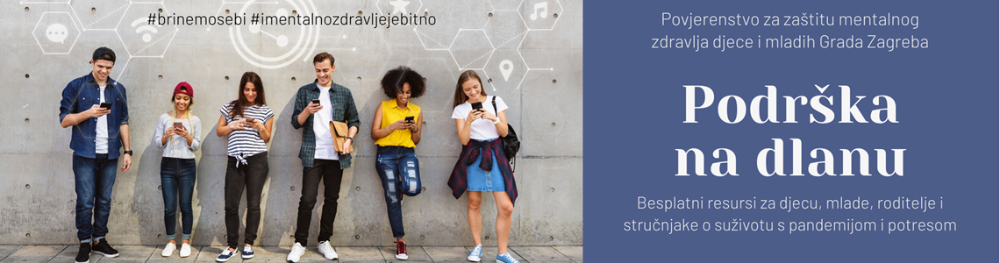 #brinemosebi #imentalnozdravljejebitno
Povjerenstvo za zaštitu mentalnog
zdravlja djece i mladih Grada Zagreba
Podrška
na dlanu
Besplatni resursi za djecu, mlade, roditelje i
stručnjake o suživotu s pandemijom i potresom